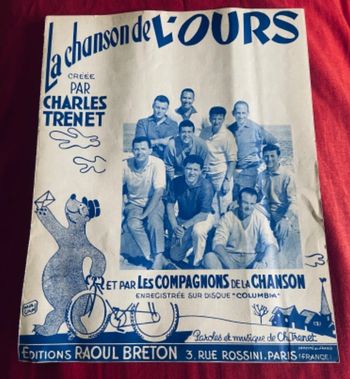 La chanson de L'OURS
CRÉÉE
PAR
CHARLES
TRENET
ET PAR LES COMPAGNONS DE LA CHANSON
ENREGISTRÉE SUR DISQUE "COLUMBIA"
Paroles et musique de Ch. Trenet
EDITIONS RAOUL BRETON 3, RUE ROSSINI. PARIS (FRANCE)